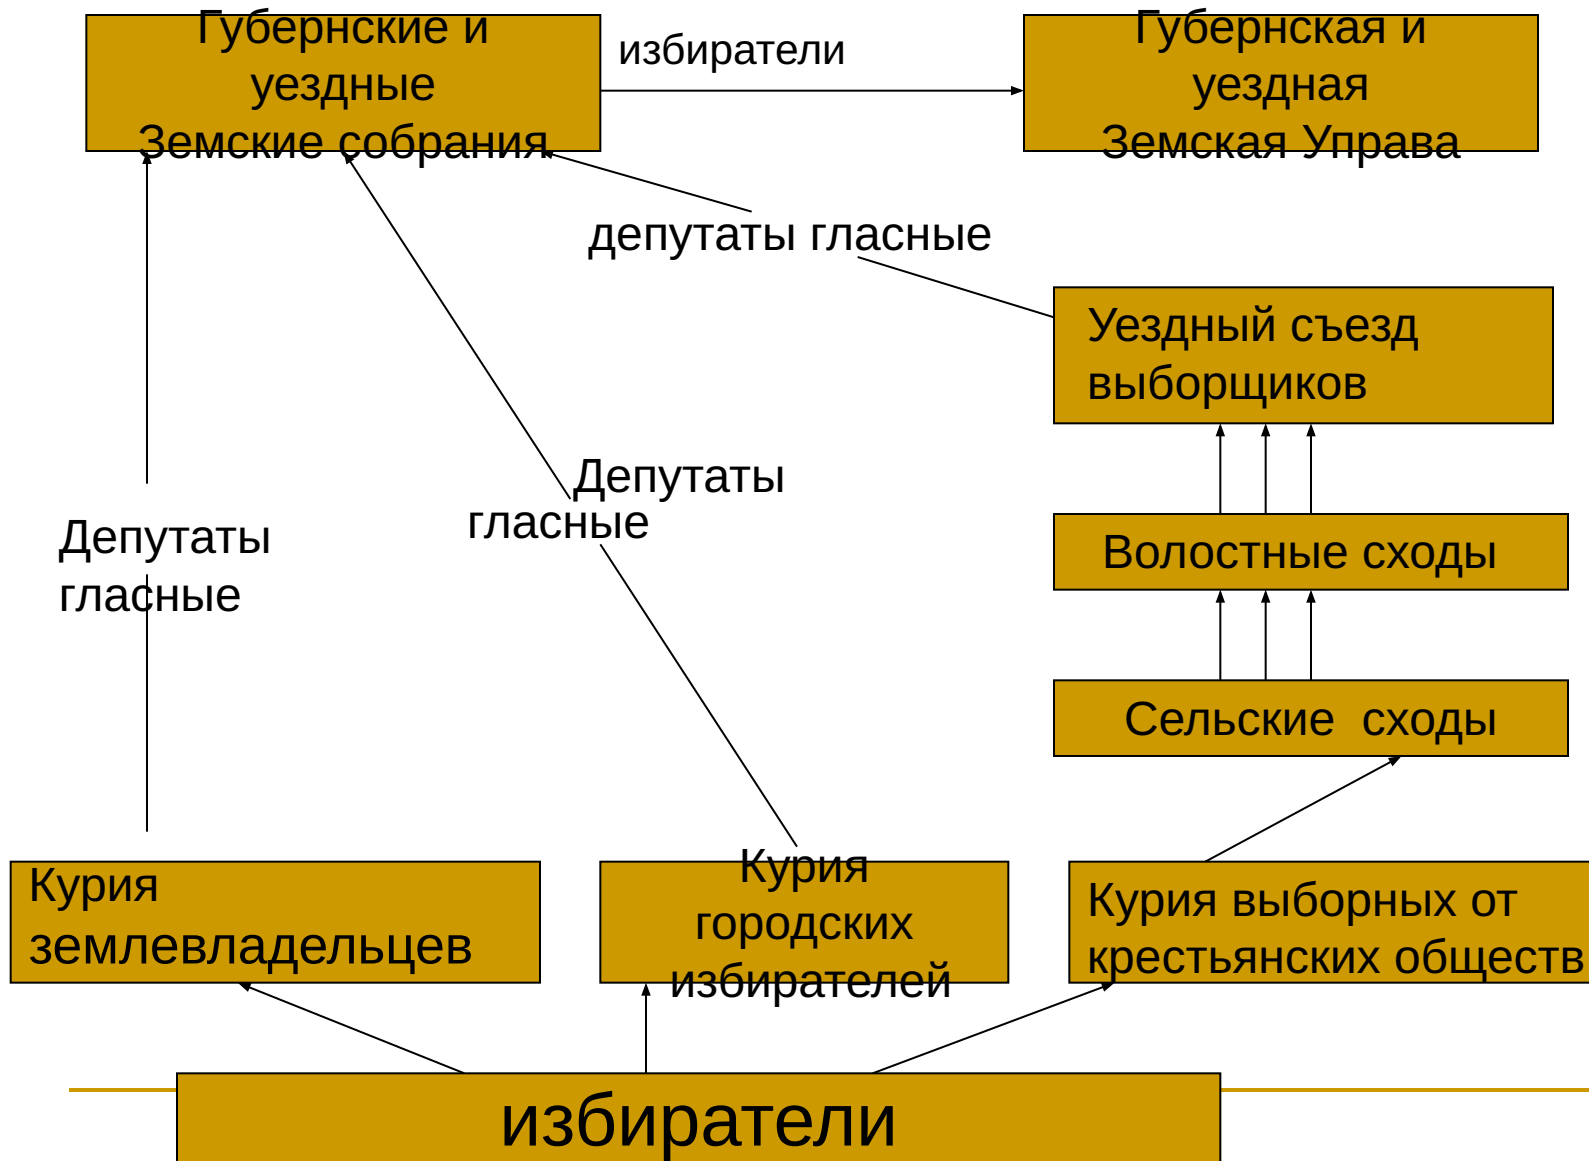 Губернские и
уездные
Земские собрания
избиратели
Губернская и
уездная
Земская Управа
депутаты гласные
Уездный съезд
выборщиков
Депутаты
гласные
Депутаты
гласные
Волостные сходы
Сельские сходы
Курия
землевладельцев
Курия
городских
избирателей
Курия выборных от
крестьянских обществ
избиратели